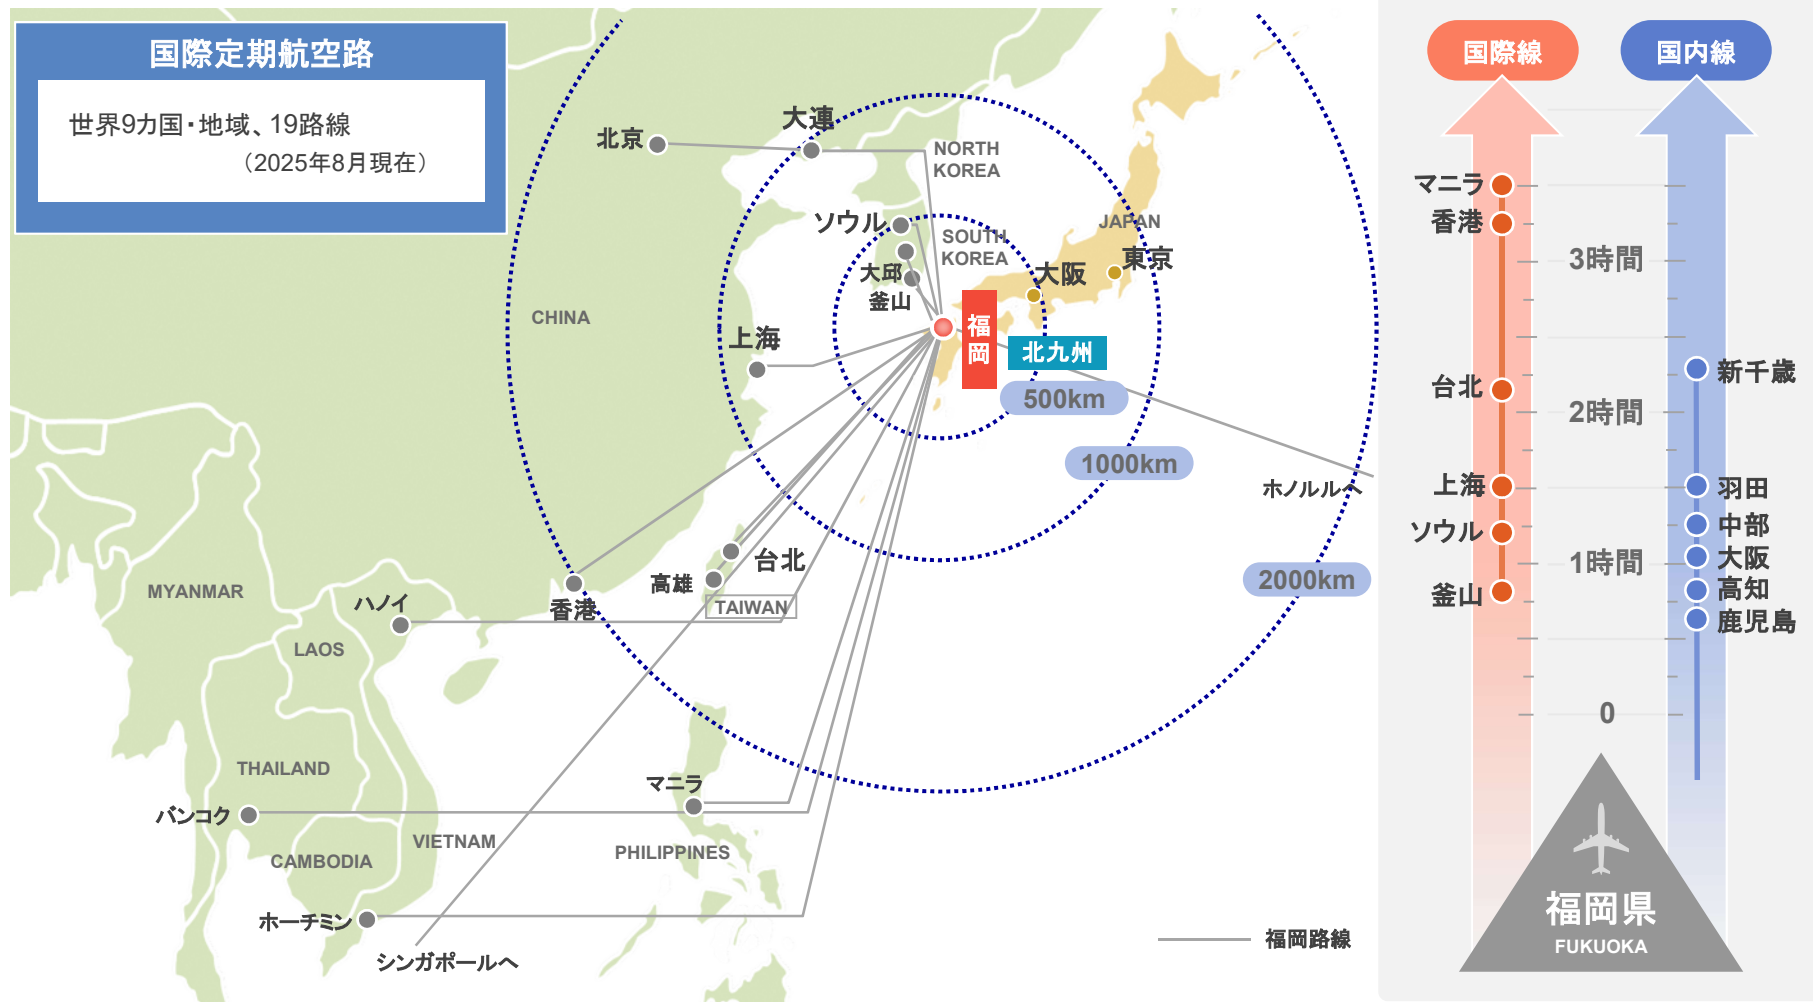 国際定期航空路
世界9カ国・地域、19路線
（2025年8月現在）
北京
大連
NORTH
KOREA
ソウル
SOUTH
KOREA
JAPAN
大邱
釜山
大阪
東京
CHINA
上海
福岡
北九州
500km
1000km
ホノルルへ
2000km
台北
高雄
TAIWAN
香港
MYANMAR
ハノイ
LAOS
THAILAND
バンコク
マニラ
VIETNAM
CAMBODIA
PHILIPPINES
ホーチミン
シンガポールへ
福岡路線
国際線
国内線
マニラ
香港
3時間
台北
2時間
新千歳
上海
羽田
ソウル
中部
1時間
大阪
釜山
高知
鹿児島
0
福岡県
FUKUOKA